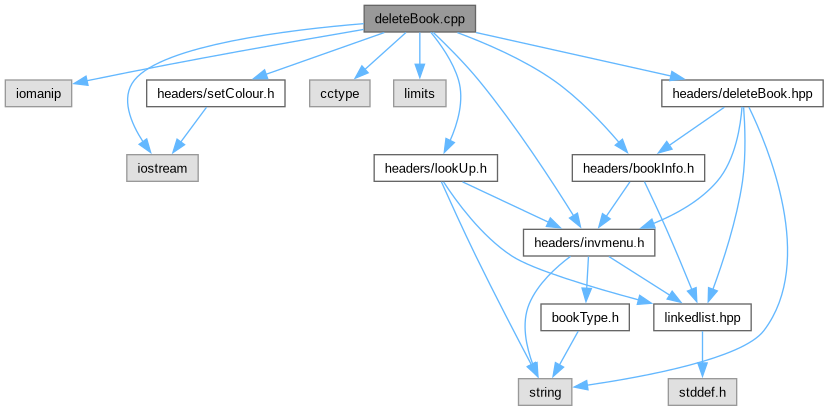 deleteBook.cpp
iomanip
headers/setColour.h
cctype
limits
headers/deleteBook.hpp
iostream
headers/lookUp.h
headers/bookInfo.h
headers/invmenu.h
bookType.h
linkedlist.hpp
string
stddef.h